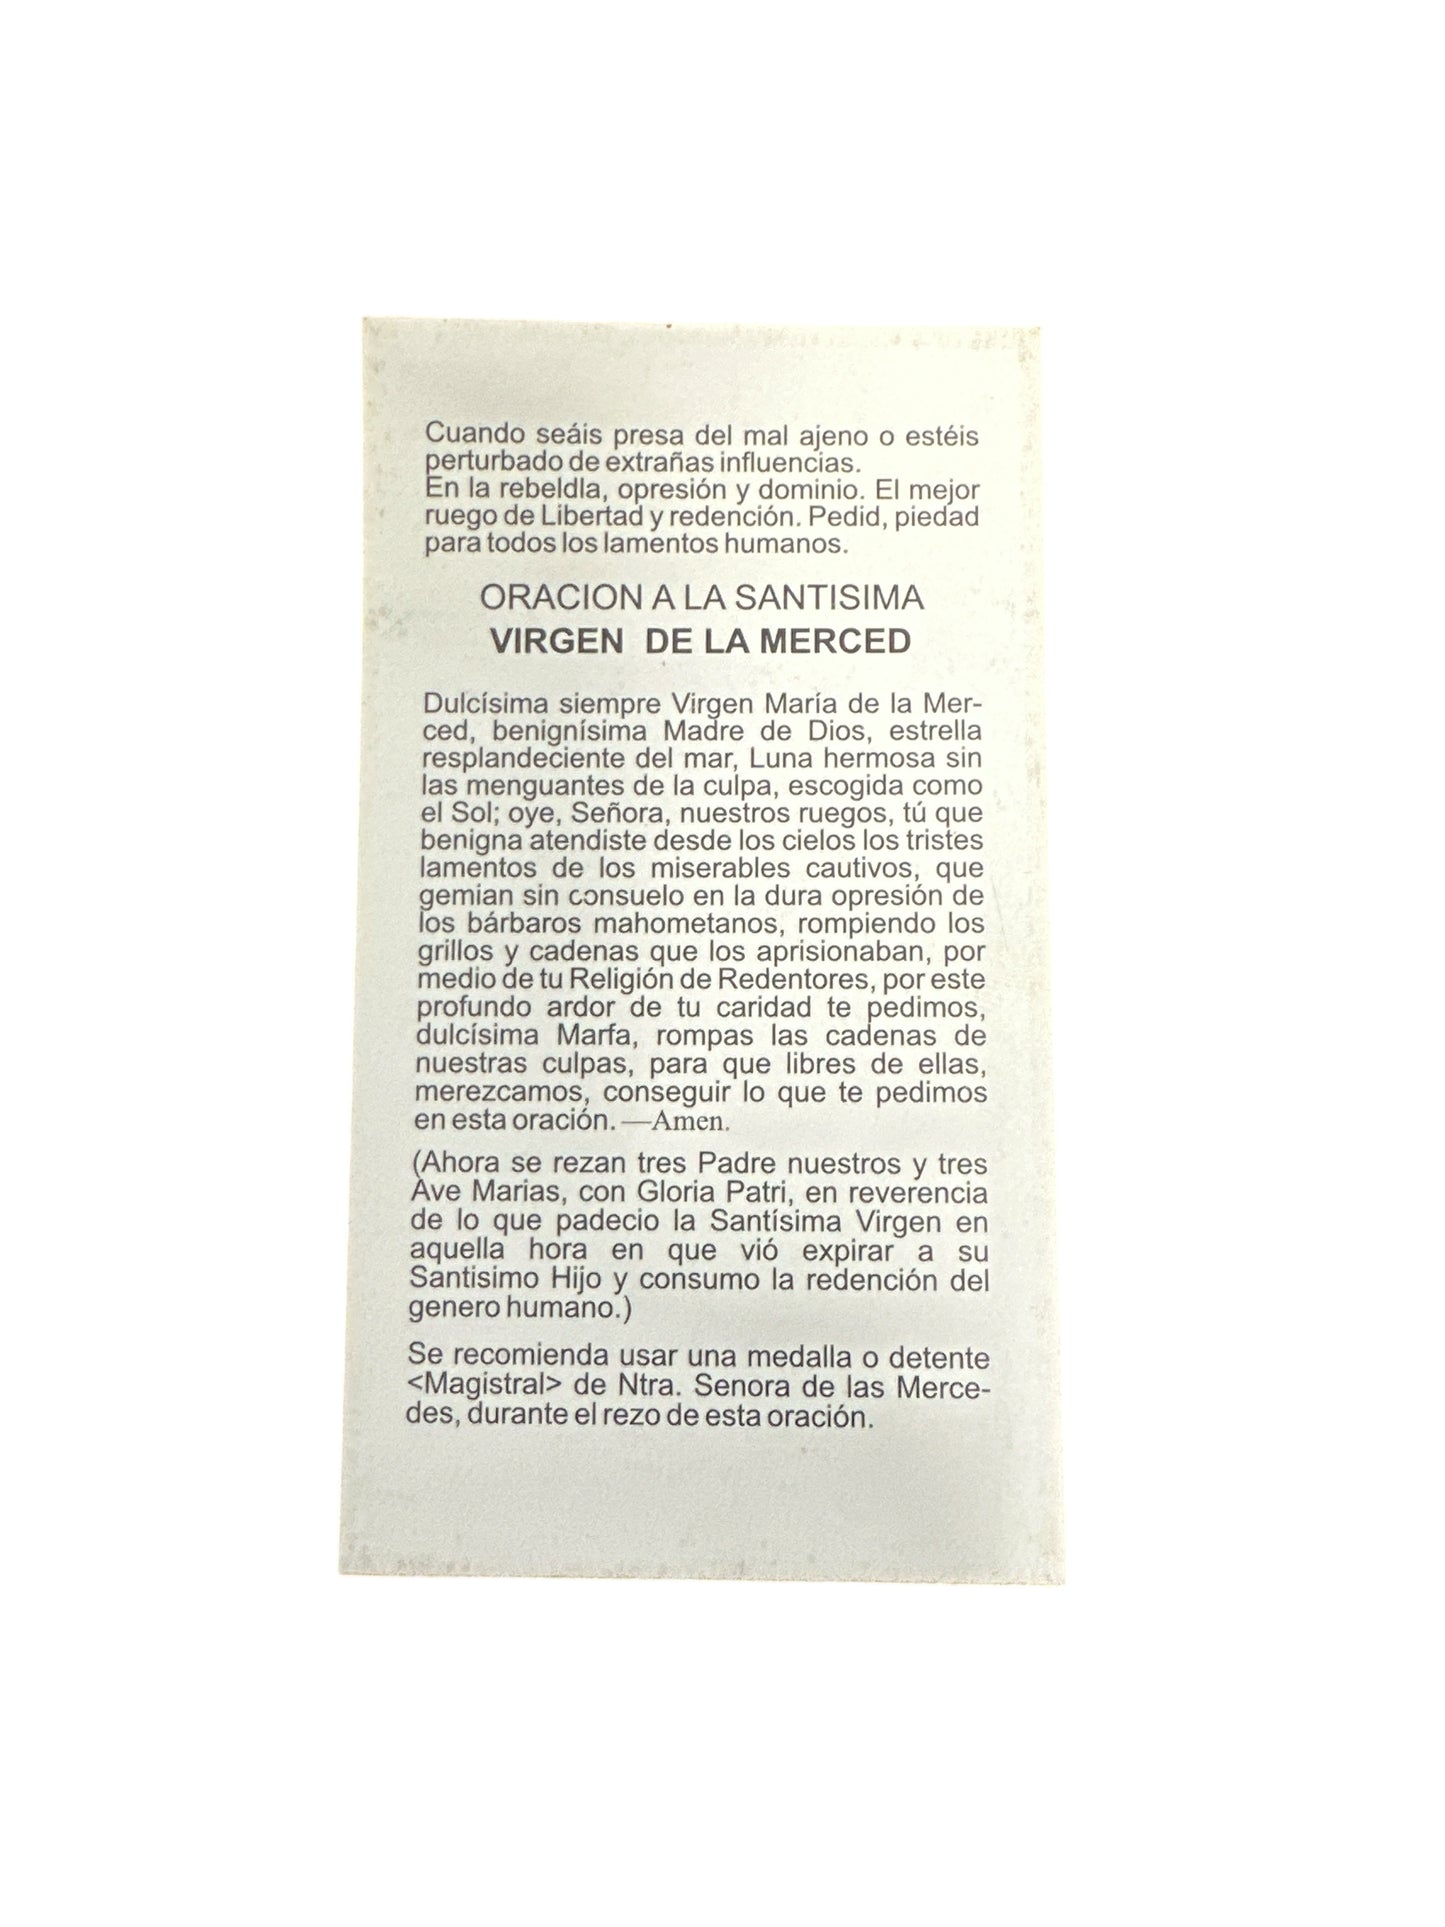 Cuando seáis presa del mal ajeno o estéis
perturbado de extrañas influencias.
En la rebeldla, opresión y dominio. El mejor
ruego de Libertad y redención. Pedid, piedad
para todos los lamentos humanos.
ORACION A LA SANTISIMA
VIRGEN DE LA MERCED
Dulcísima siempre Virgen María de la Mer-
ced, benignísima Madre de Dios, estrella
resplandeciente del mar, Luna hermosa sin
las menguantes de la culpa, escogida como
el Sol; oye, Señora, nuestros ruegos, tú que
benigna atendiste desde los cielos los tristes
lamentos de los miserables cautivos, que
gemian sin consuelo en la dura opresión de
los bárbaros mahometanos, rompiendo los
grillos y cadenas que los aprisionaban, por
medio de tu Religión de Redentores, por este
profundo ardor de tu caridad te pedimos,
dulcísima Marfa, rompas las cadenas de
nuestras culpas, para que libres de ellas,
merezcamos, conseguir lo que te pedimos
en esta oración. —Amen.
(Ahora se rezan tres Padre nuestros y tres
Ave Marias, con Gloria Patri, en reverencia
de lo que padecio la Santísima Virgen en
aquella hora en que vió expirar a su
Santisimo Hijo y consumo la redención del
genero humano.)
Se recomienda usar una medalla o detente
<Magistral> de Ntra. Senora de las Merce-
des, durante el rezo de esta oración.